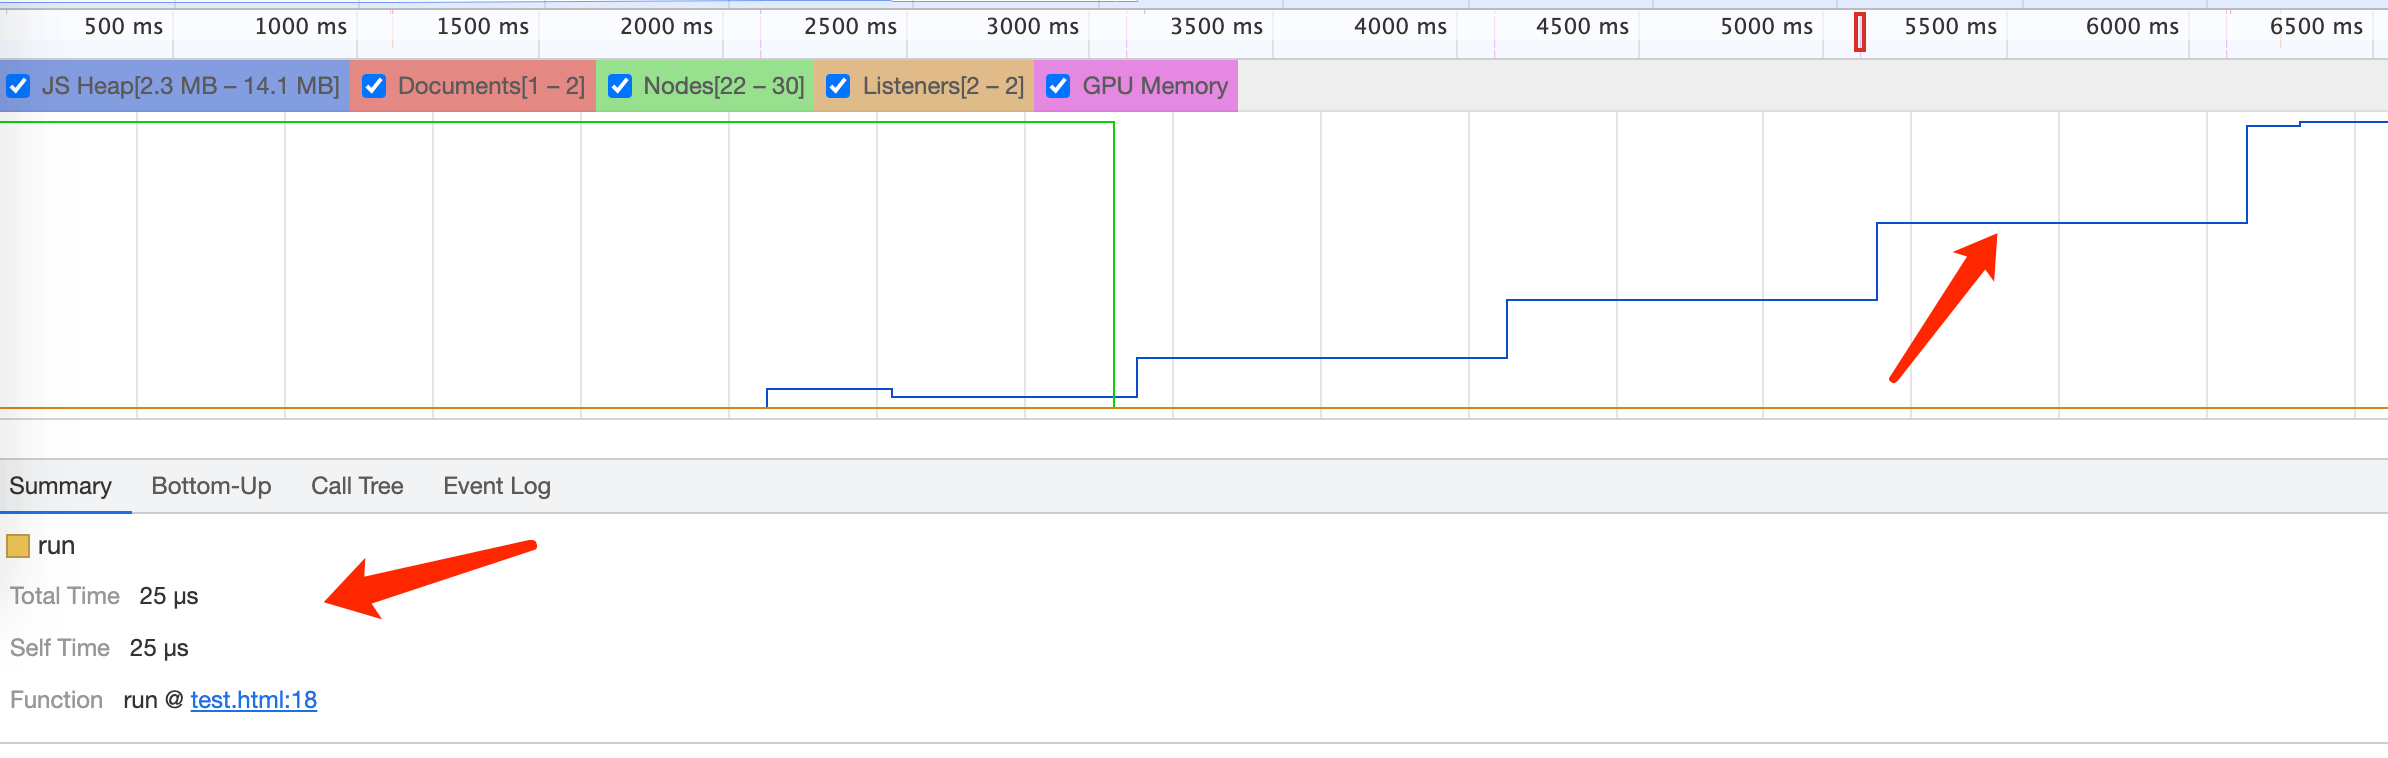 500 ms 1000 ms 1500 ms 2000 ms 2500 ms 3000 ms 3500 ms 4000 ms 4500 ms 5000 ms 5500 ms 6000 ms 6500 ms
JS Heap[2.3 MB – 14.1 MB] Documents[1 – 2] Nodes[22 – 30] Listeners[2 – 2] GPU Memory
Summary Bottom-Up Call Tree Event Log
run
Total Time 25 μs
Self Time 25 μs
Function run @ test.html:18